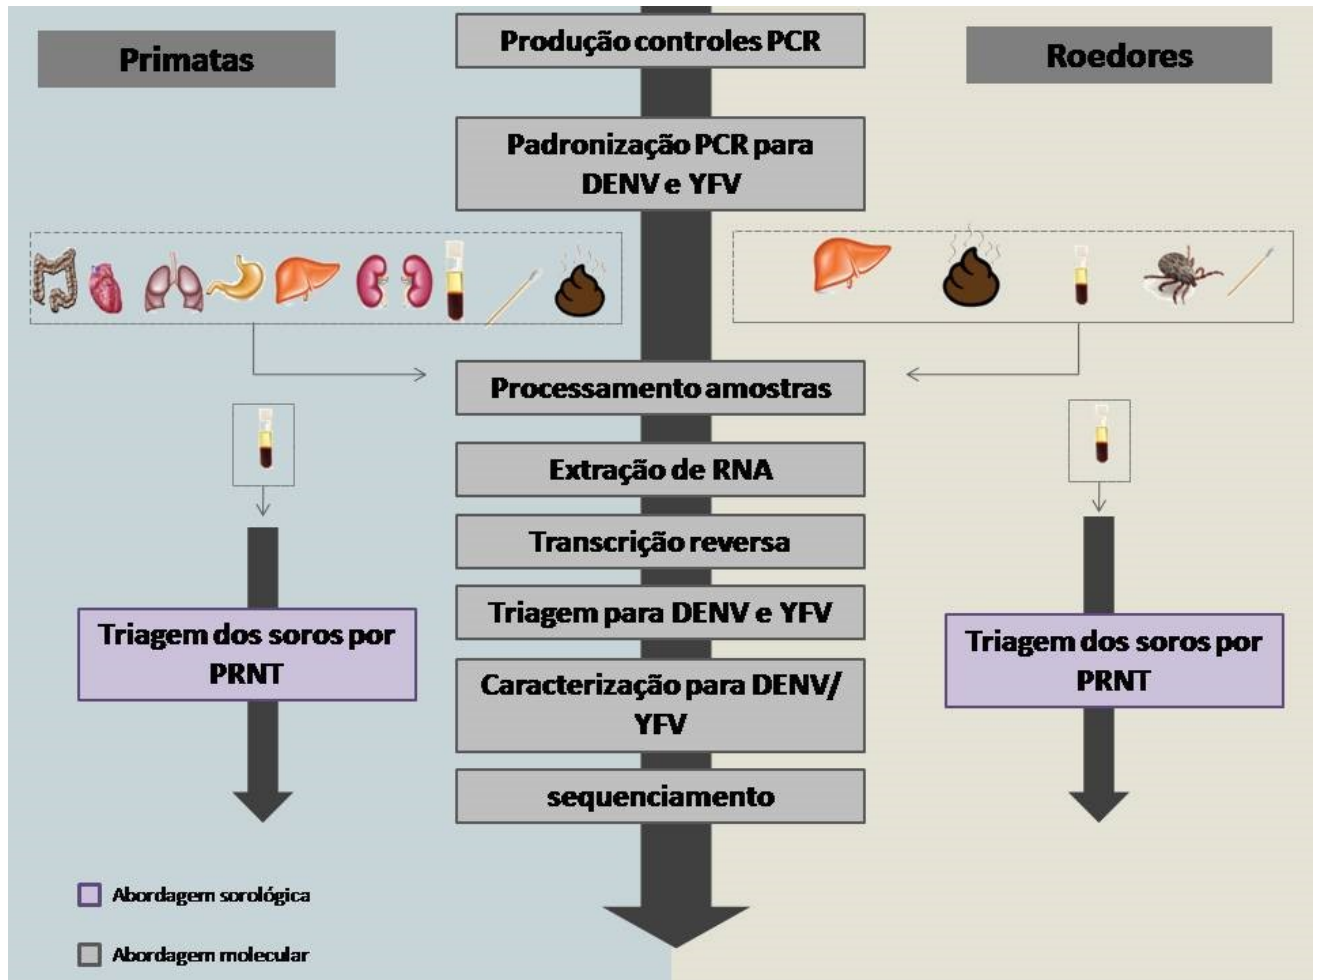 Primatas
Produção controles PCR
Roedores
Padronização PCR para
DENV e YFV
Processamento amostras
Extração de RNA
Transcrição reversa
Triagem para DENV e YFV
Triagem dos soros por
PRNT
Triagem dos soros por
PRNT
Caracterização para DENV/
YFV
sequenciamento
Abordagem sorológica
Abordagem molecular